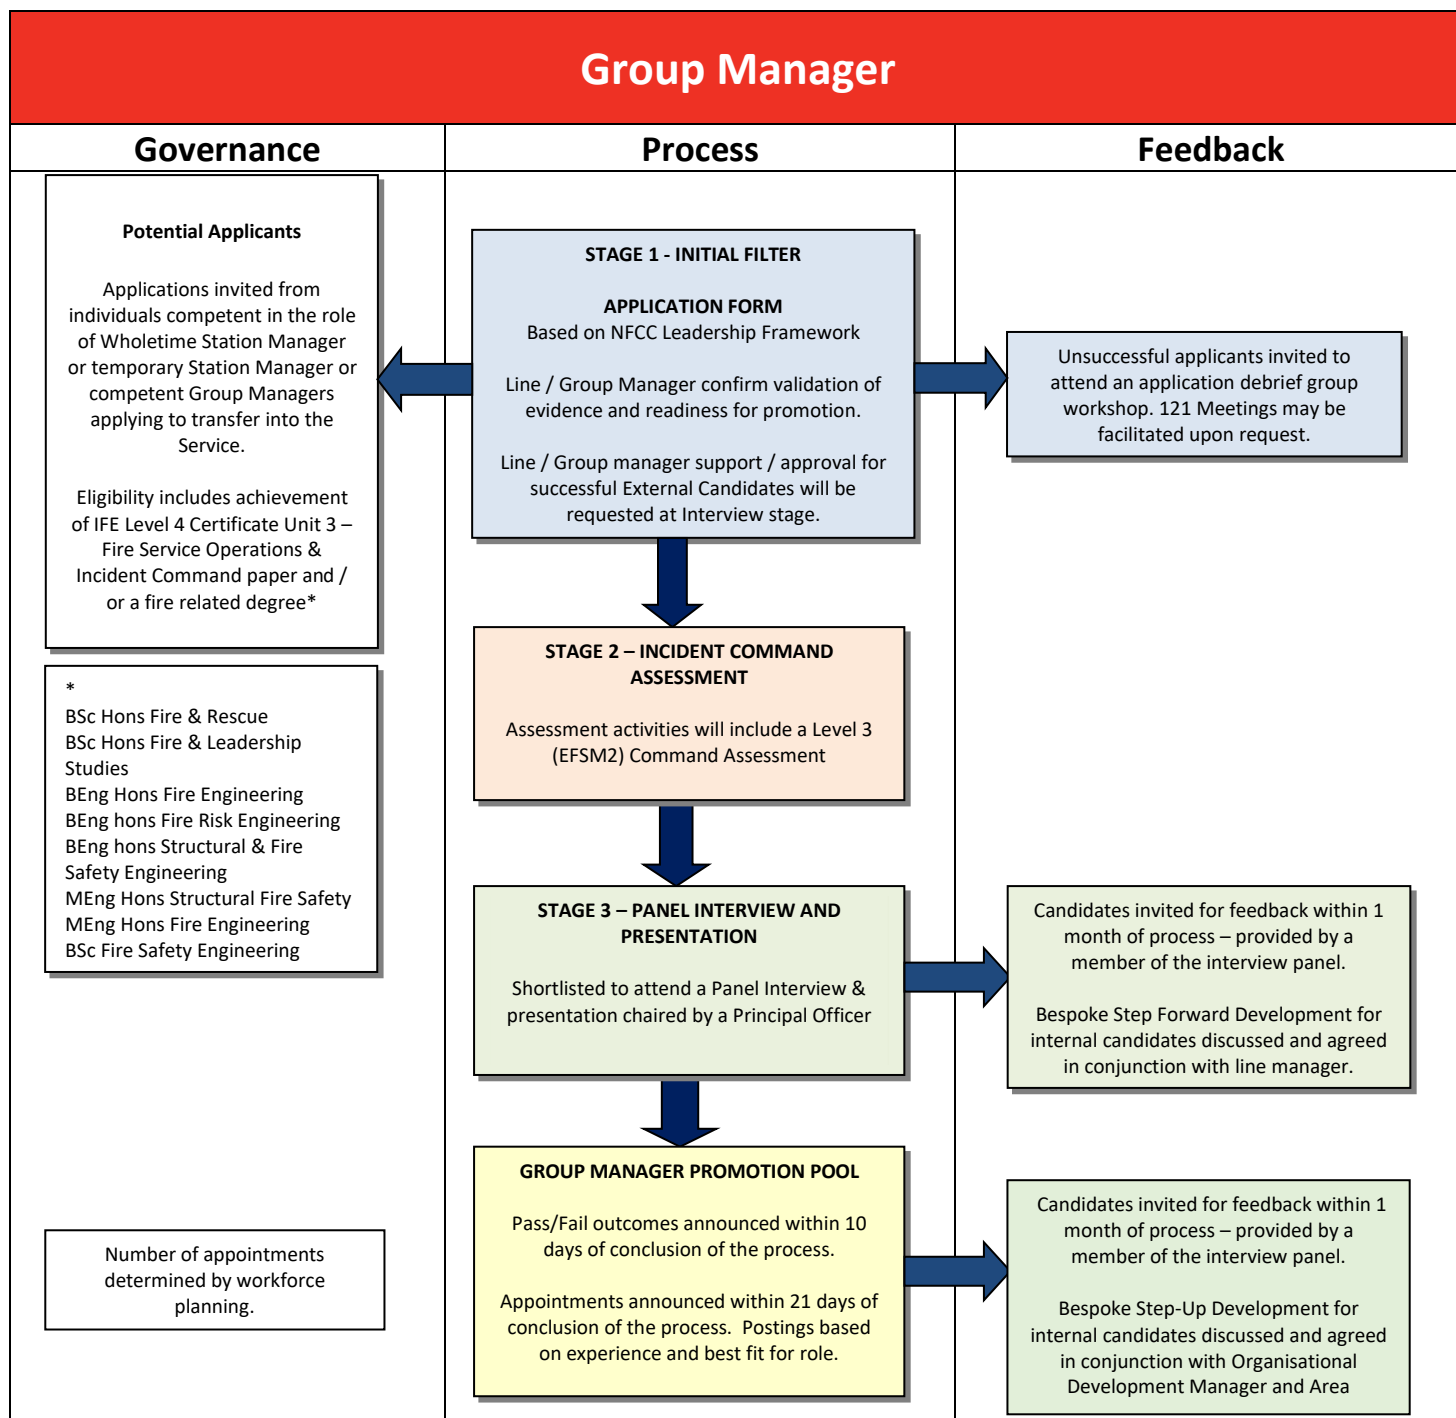 Group Manager
Governance
Process
Feedback
Potential Applicants
Applications invited from
individuals competent in the role
of Wholetime Station Manager
or temporary Station Manager or
competent Group Managers
applying to transfer into the
Service.
Eligibility includes achievement
of IFE Level 4 Certificate Unit 3 –
Fire Service Operations &
Incident Command paper and /
or a fire related degree*
*
BSc Hons Fire & Rescue
BSc Hons Fire & Leadership
Studies
BEng Hons Fire Engineering
BEng hons Fire Risk Engineering
BEng hons Structural & Fire
Safety Engineering
MEng Hons Structural Fire Safety
MEng Hons Fire Engineering
BSc Fire Safety Engineering
Number of appointments
determined by workforce
planning.
STAGE 1 - INITIAL FILTER
APPLICATION FORM
Based on NFCC Leadership Framework
Line / Group Manager confirm validation of
evidence and readiness for promotion.
Line / Group manager support / approval for
successful External Candidates will be
requested at Interview stage.
STAGE 2 – INCIDENT COMMAND
ASSESSMENT
Assessment activities will include a Level 3
(EFSM2) Command Assessment
STAGE 3 – PANEL INTERVIEW AND
PRESENTATION
Shortlisted to attend a Panel Interview &
presentation chaired by a Principal Officer
GROUP MANAGER PROMOTION POOL
Pass/Fail outcomes announced within 10
days of conclusion of the process.
Appointments announced within 21 days of
conclusion of the process.  Postings based
on experience and best fit for role.
Unsuccessful applicants invited to
attend an application debrief group
workshop. 121 Meetings may be
facilitated upon request.
Candidates invited for feedback within 1
month of process – provided by a
member of the interview panel.
Bespoke Step Forward Development for
internal candidates discussed and agreed
in conjunction with line manager.
Candidates invited for feedback within 1
month of process – provided by a
member of the interview panel.
Bespoke Step-Up Development for
internal candidates discussed and agreed
in conjunction with Organisational
Development Manager and Area